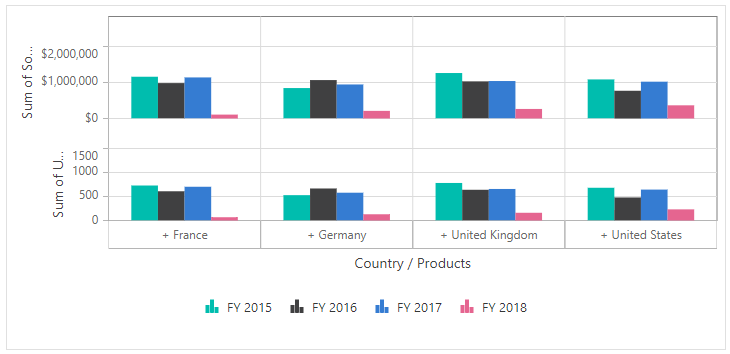 Sum of So...
$2,000,000
$1,000,000
$0
Sum of U...
1500
1000
500
0
+ France
+ Germany
+ United Kingdom
+ United States
Country / Products
FY 2015
FY 2016
FY 2017
FY 2018